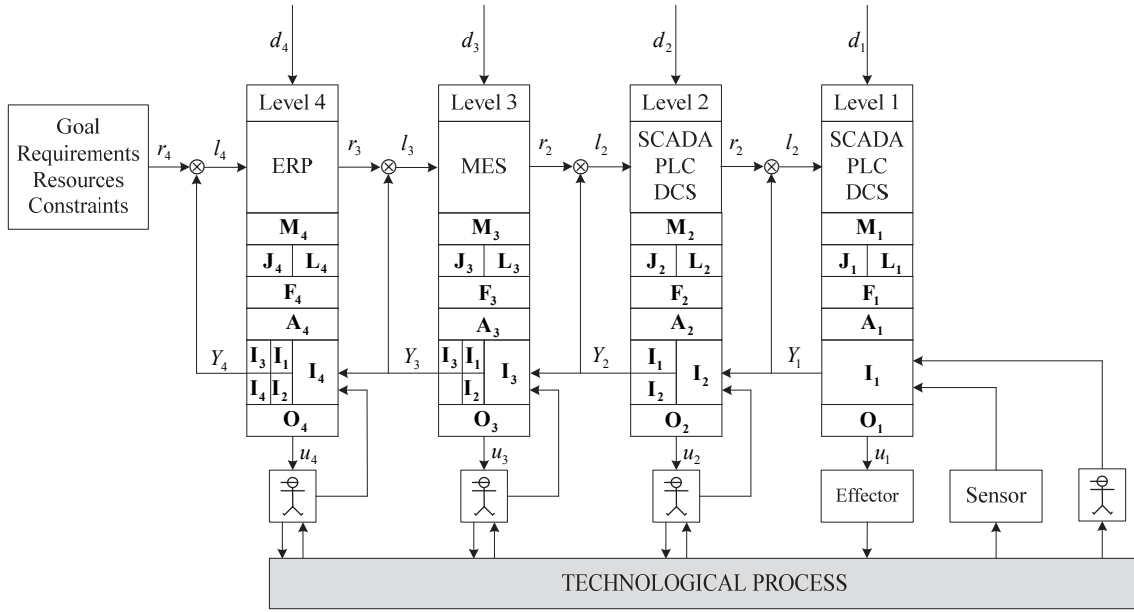 d₄
d₃
d₂
d₁
Level 4
Level 3
Level 2
Level 1
Goal
Requirements
Resources
Constraints
r₄
l₄
ERP
r₃
l₃
MES
r₂
l₂
SCADA
PLC
DCS
r₂
l₂
SCADA
PLC
DCS
M₄
M₃
M₂
M₁
J₄ L₄
J₃ L₃
J₂ L₂
J₁ L₁
F₄
F₃
F₂
F₁
A₄
A₃
A₂
A₁
Y₄
I₃ I₁
I₄ I₂
I₄
Y₃
I₃ I₁
I₂
I₃
Y₂
I₁
I₂
I₂
Y₁
I₁
O₄
O₃
O₂
O₁
u₄
u₃
u₂
u₁
Effector
Sensor
TECHNOLOGICAL PROCESS